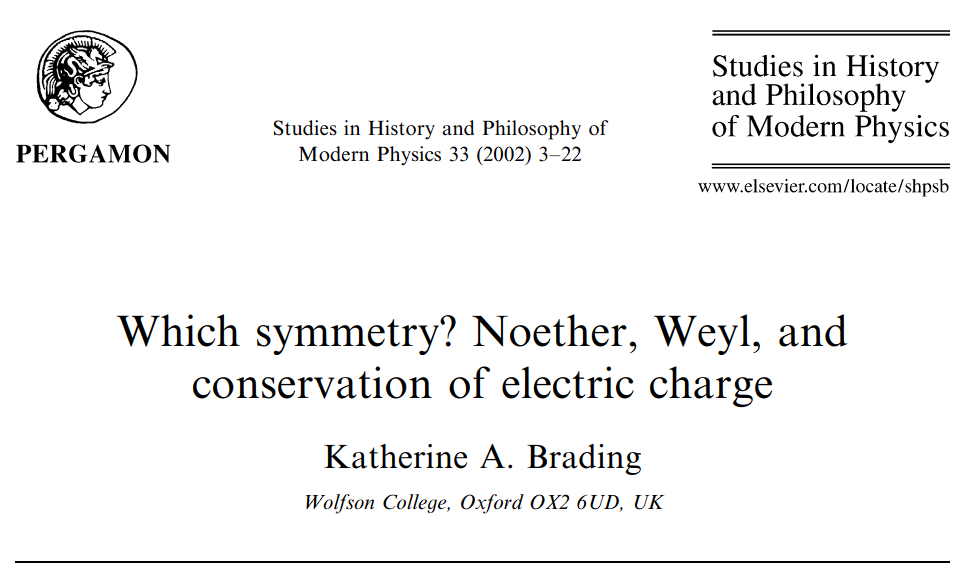 PERGAMON
Studies in History and Philosophy of
Modern Physics 33 (2002) 3–22
Studies in History
and Philosophy
of Modern Physics
www.elsevier.com/locate/shpsb
Which symmetry? Noether, Weyl, and
conservation of electric charge
Katherine A. Brading
Wolfson College, Oxford OX2 6UD, UK